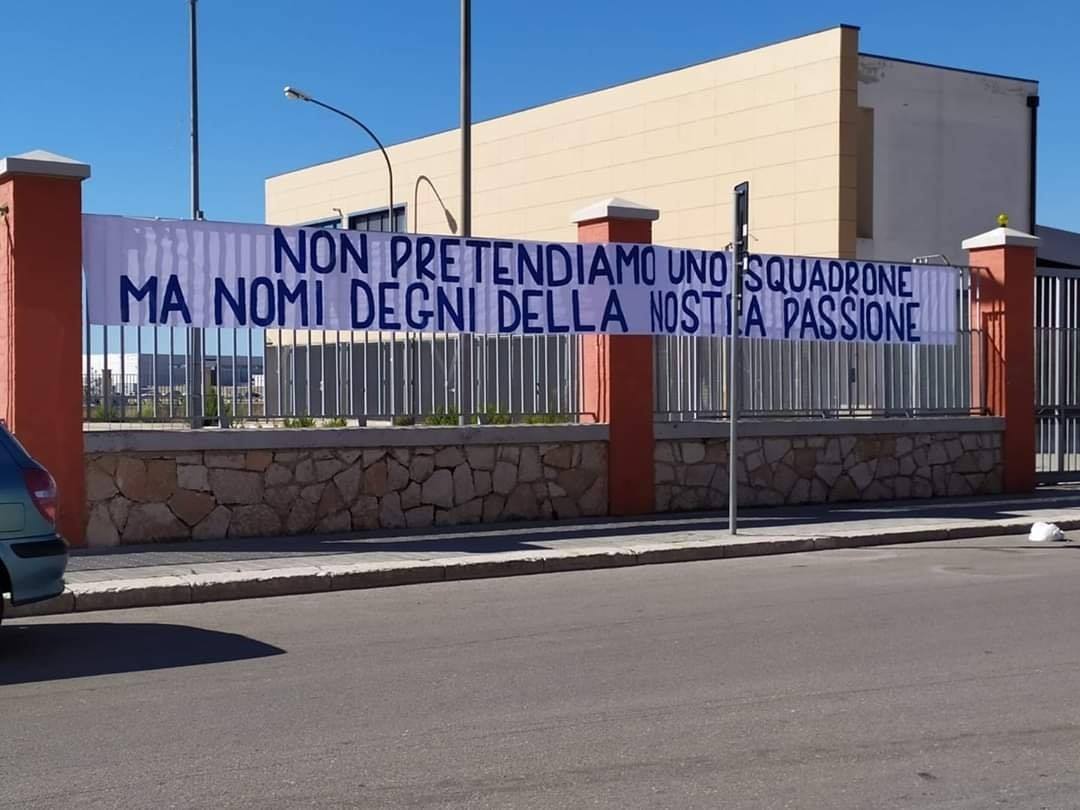 NON PRETENDIAMO UNO SQUADRONE
MA NOMI DEGNI DELLA NOSTRA PASSIONE